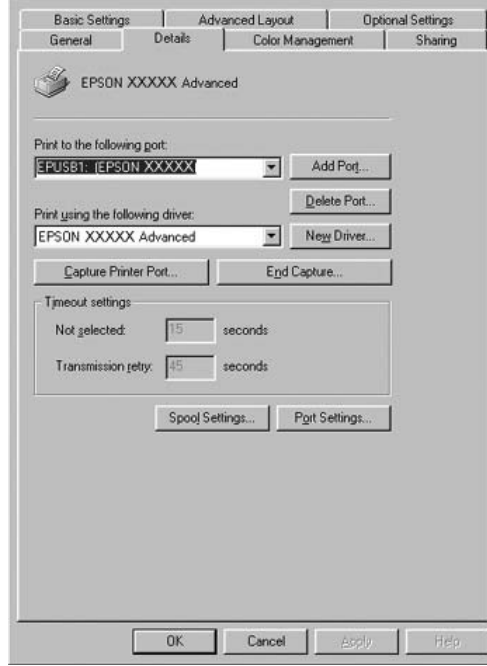 Basic Settings Advanced Layout Optional Settings
General Details Color Management Sharing
EPSON XXXXX Advanced
Print to the following port:
EPUSB1: (EPSON XXXXX Add Port...
Delete Port...
Print using the following driver:
EPSON XXXXX Advanced New Driver...
Capture Printer Port... End Capture...
Timeout settings
Not selected: 15 seconds
Transmission retry: 45 seconds
Spool Settings... Port Settings...
OK Cancel Apply Help